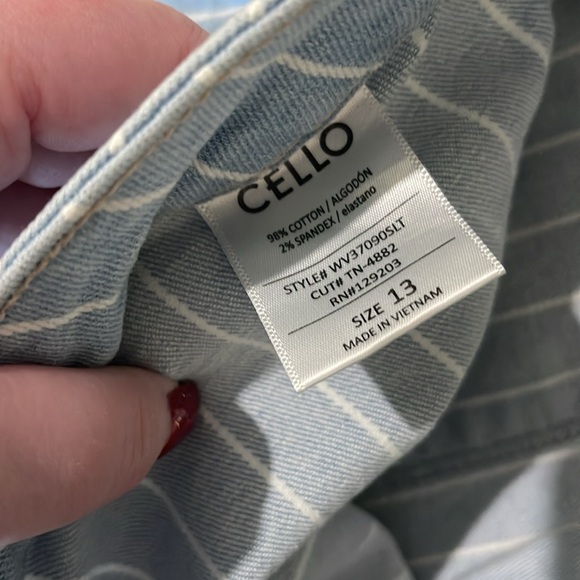 CELLO
98% COTTON / ALGODÓN
2% SPANDEX / elastano
STYLE# WV37090SLT
CUT# TN-4882
RN#129203
SIZE 13
MADE IN VIETNAM